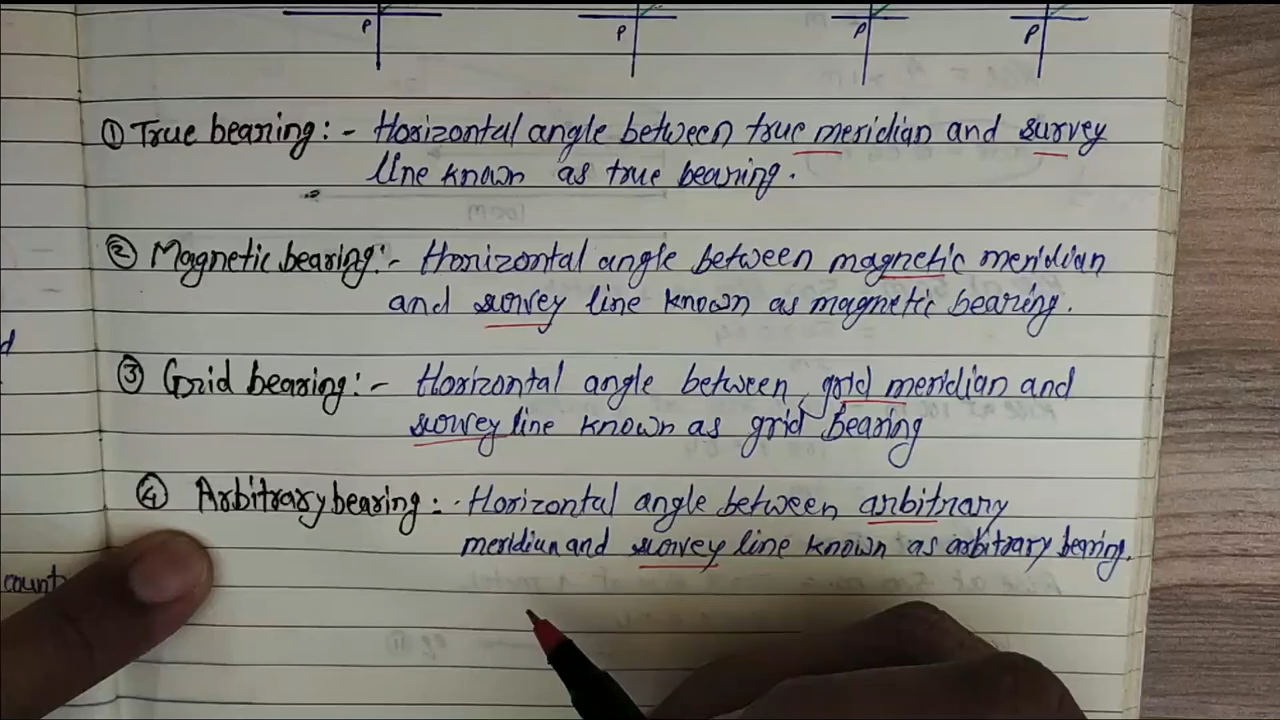 P P P P
① True bearing:- Horizontal angle between true meridian and survey
line known as true bearing.
② Magnetic bearing:- Horizontal angle between magnetic meridian
and survey line known as magnetic bearing.
③ Grid bearing:- Horizontal angle between, grid meridian and
survey line known as grid bearing
④ Arbitrary bearing:- Horizontal angle between arbitrary
meridian and survey line known as arbitrary bearing.
d
count